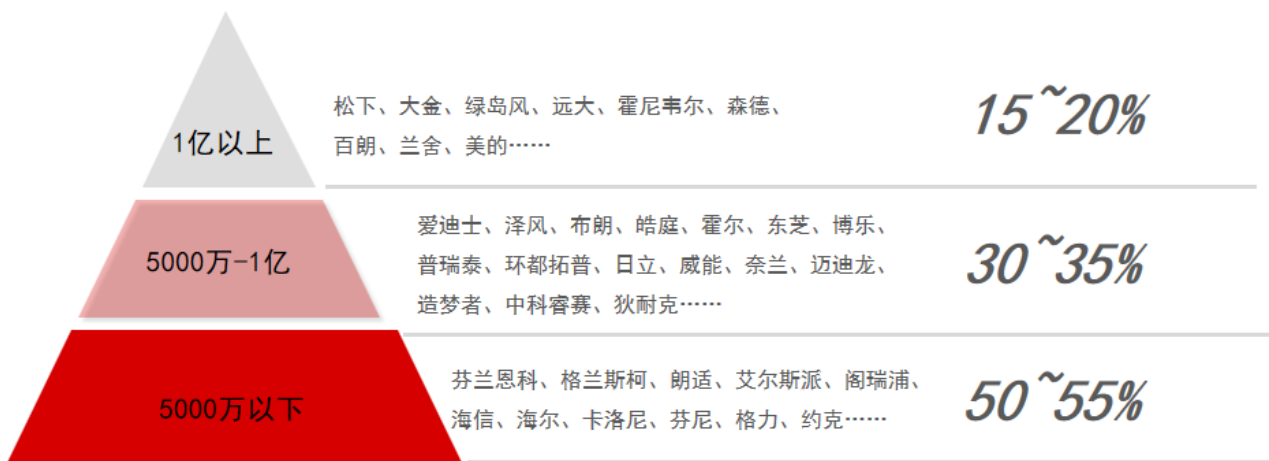 松下、大金、绿岛风、远大、霍尼韦尔、森德、
百朗、兰舍、美的……
1亿以上
15~20%
爱迪士、泽风、布朗、皓庭、霍尔、东芝、博乐、
普瑞泰、环都拓普、日立、威能、奈兰、迈迪龙、
造梦者、中科睿赛、狄耐克……
5000万-1亿
30~35%
芬兰恩科、格兰斯柯、朗适、艾尔斯派、阁瑞浦、
海信、海尔、卡洛尼、芬尼、格力、约克……
5000万以下
50~55%